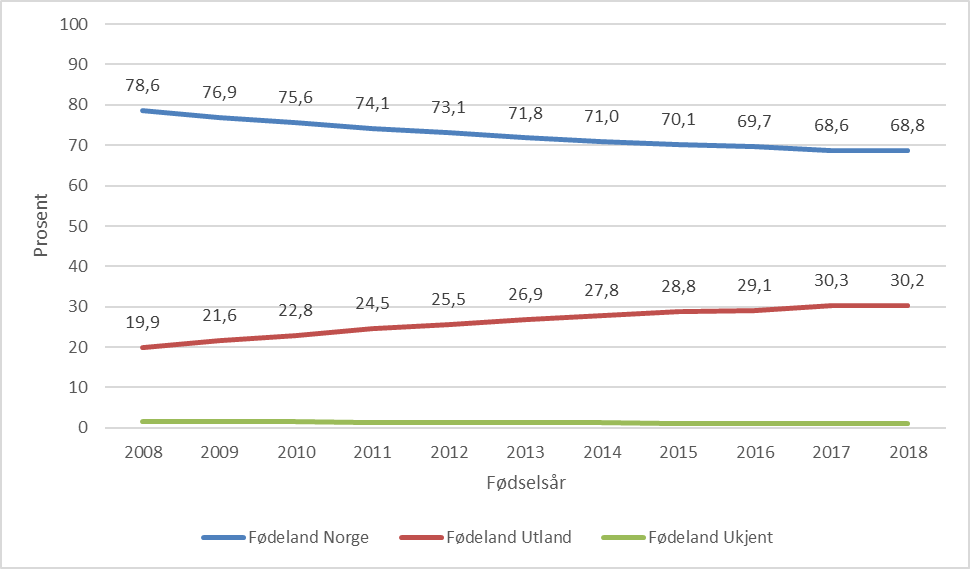 100
90
80
70
60
50
40
30
20
10
0
Prosent
78,6 76,9 75,6 74,1 73,1 71,8 71,0 70,1 69,7 68,6 68,8
19,9 21,6 22,8 24,5 25,5 26,9 27,8 28,8 29,1 30,3 30,2
2008 2009 2010 2011 2012 2013 2014 2015 2016 2017 2018
Fødselsår
Fødeland Norge Fødeland Utland Fødeland Ukjent